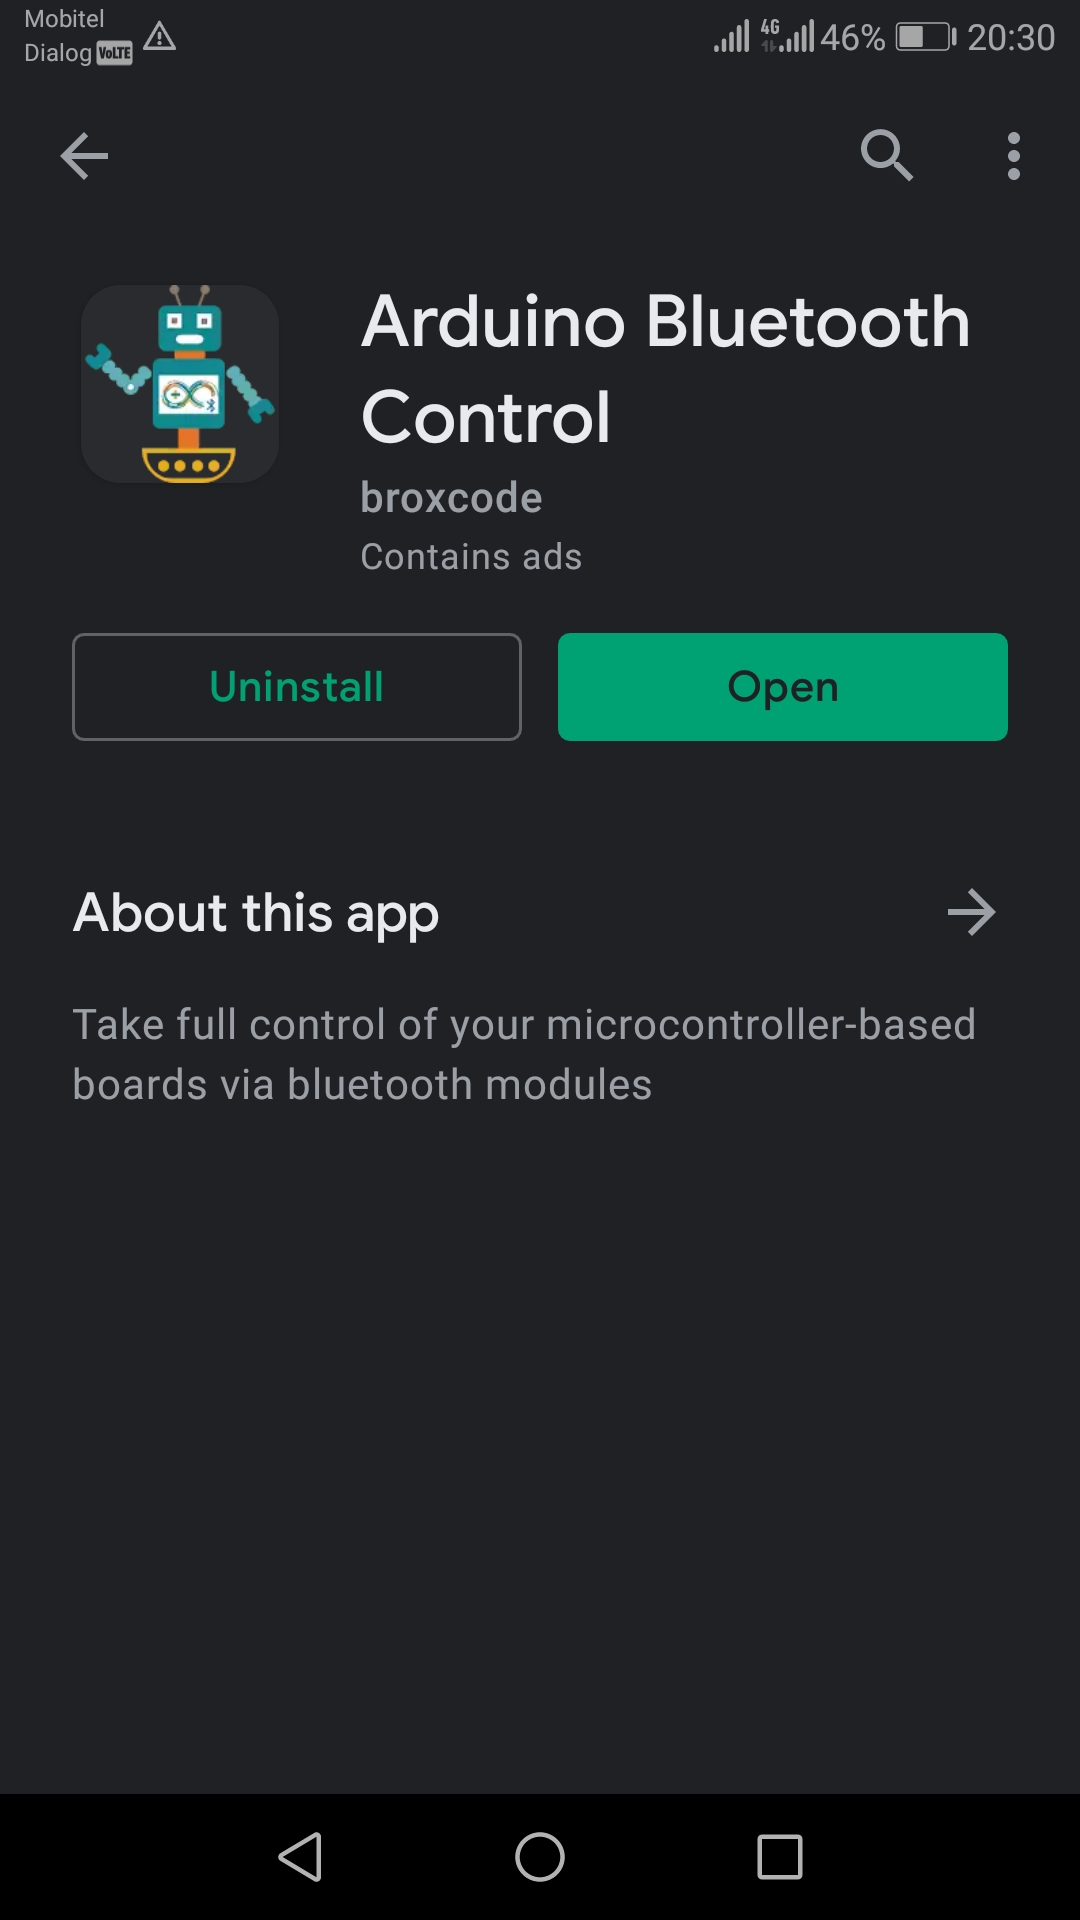 Mobitel
Dialog VoLTE
4G 46% 20:30
Arduino Bluetooth
Control
broxcode
Contains ads
Uninstall
Open
About this app
Take full control of your microcontroller-based
boards via bluetooth modules